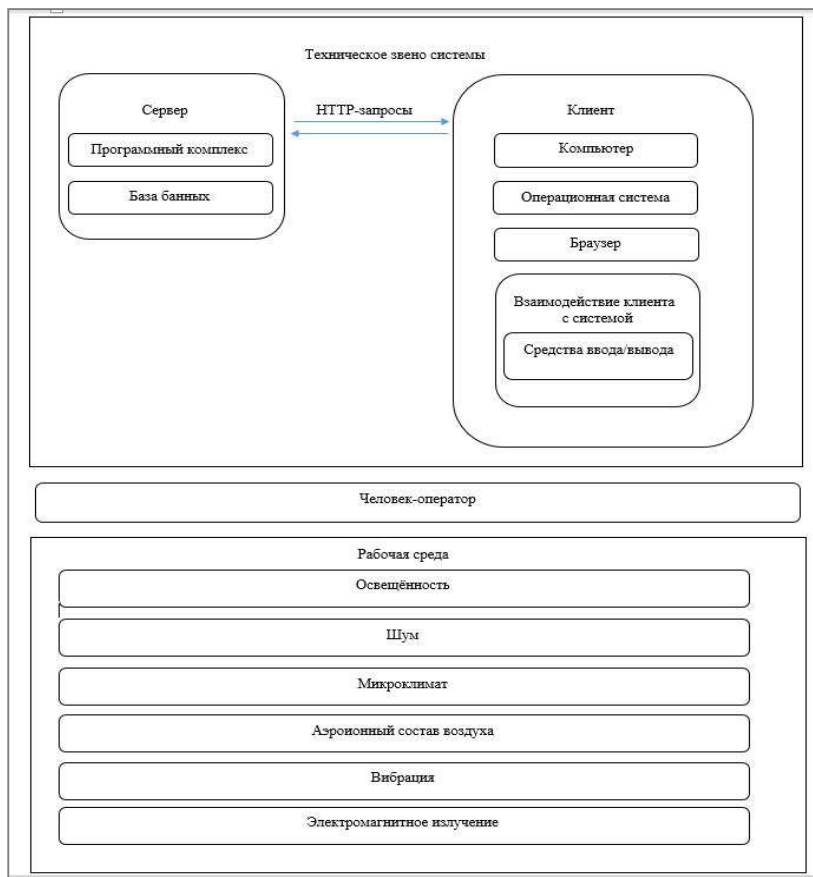 Техническое звено системы
Сервер
HTTP-запросы
Клиент
Программный комплекс
База банных
Компьютер
Операционная система
Браузер
Взаимодействие клиента
с системой
Средства ввода/вывода
Человек-оператор
Рабочая среда
Освещённость
Шум
Микроклимат
Аэроионный состав воздуха
Вибрация
Электромагнитное излучение